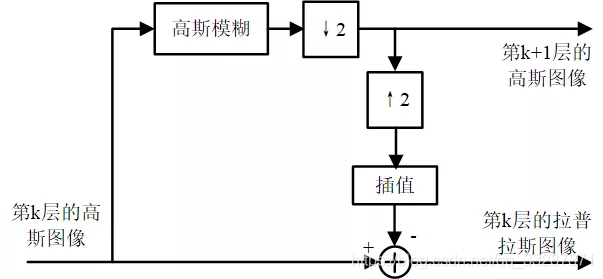 高斯模糊
↓2
第k+1层的
高斯图像
↑2
插值
第k层的高
斯图像
+
-
第k层的拉普
拉斯图像